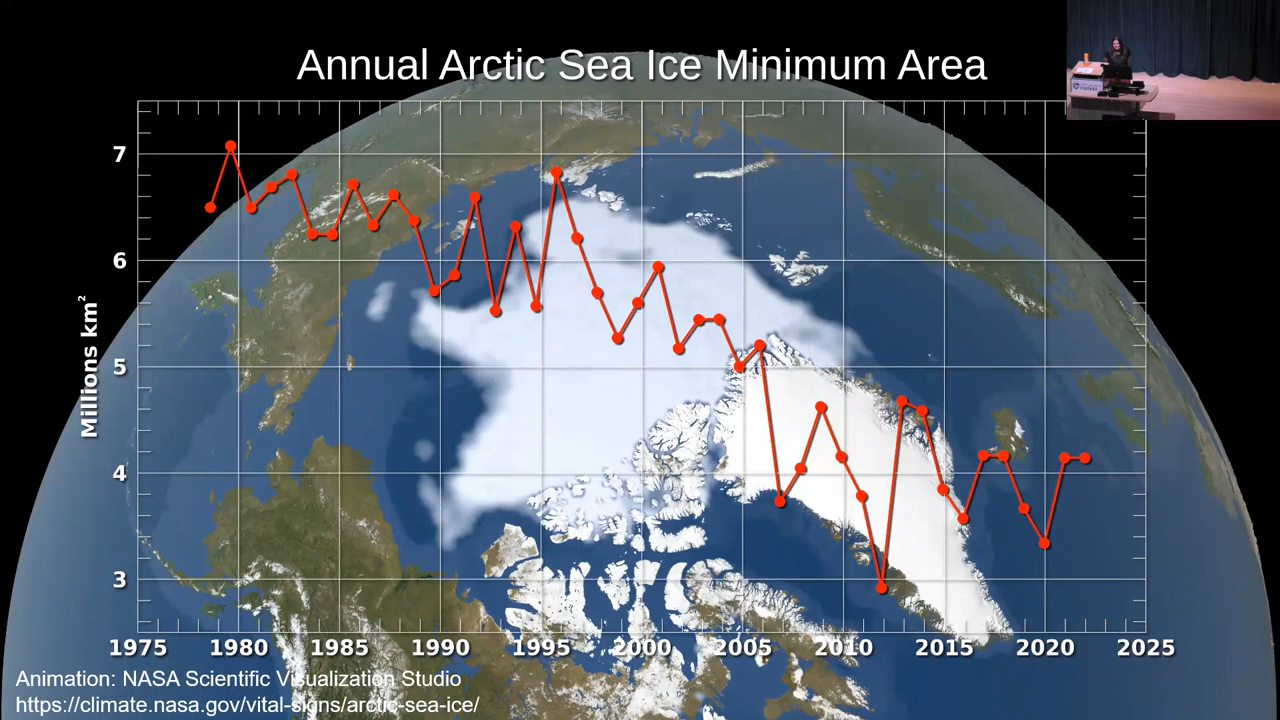 Annual Arctic Sea Ice Minimum Area
Millions km²
7
6
5
4
3
1975 1980 1985 1990 1995 2000 2005 2010 2015 2020 2025
Animation: NASA Scientific Visualization Studio
https://climate.nasa.gov/vital-signs/arctic-sea-ice/